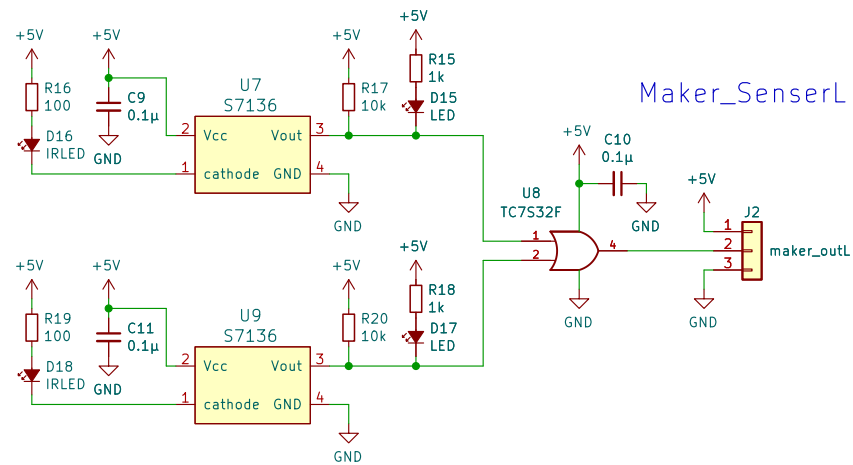 Maker_SenserL
+5V
+5V
+5V
+5V
R16
100
C9
0.1µ
GND
D16
IRLED
U7
S7136
2
Vcc
Vout
3
1
cathode
GND
4
GND
R17
10k
R15
1k
D15
LED
+5V
C10
0.1µ
GND
U8
TC7S32F
1
2
4
GND
+5V
J2
1
2
3
maker_outL
GND
+5V
+5V
+5V
+5V
R19
100
C11
0.1µ
GND
D18
IRLED
U9
S7136
2
Vcc
Vout
3
1
cathode
GND
4
GND
R20
10k
R18
1k
D17
LED